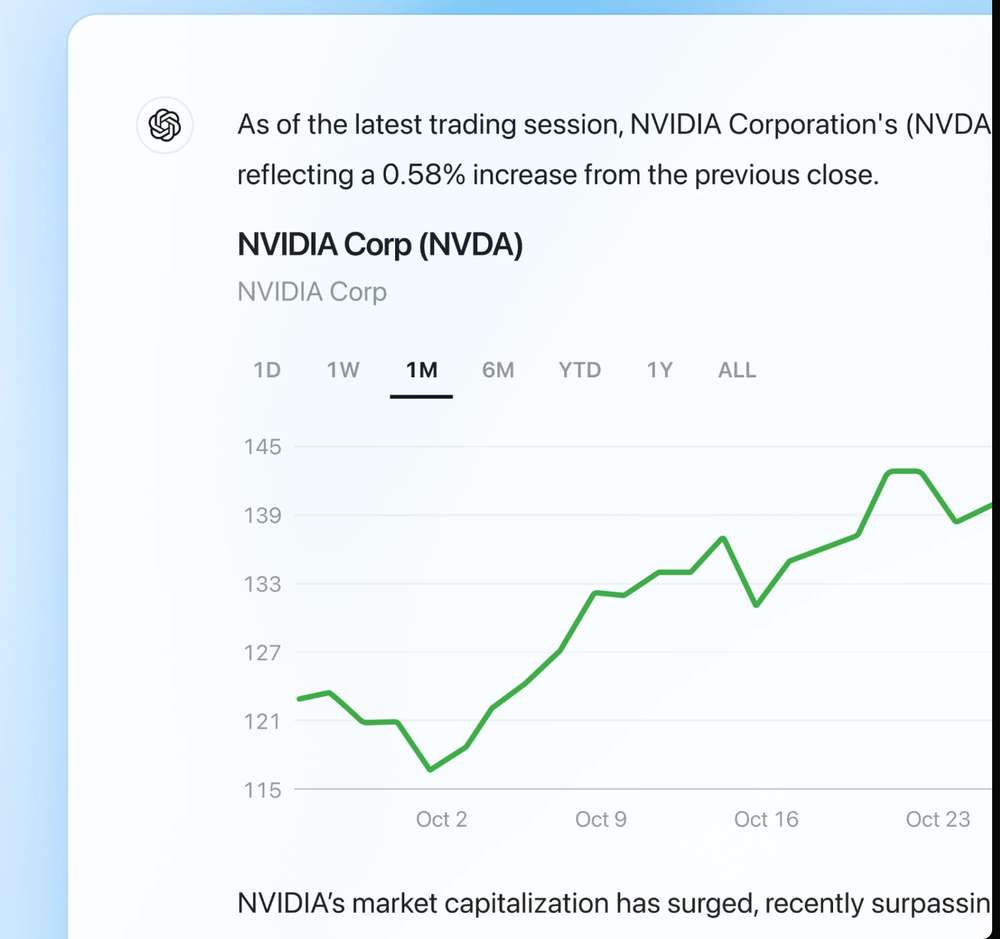 As of the latest trading session, NVIDIA Corporation's (NVDA
reflecting a 0.58% increase from the previous close.
NVIDIA Corp (NVDA)
NVIDIA Corp
1D 1W 1M 6M YTD 1Y ALL
145
139
133
127
121
115
Oct 2 Oct 9 Oct 16 Oct 23
NVIDIA’s market capitalization has surged, recently surpassin